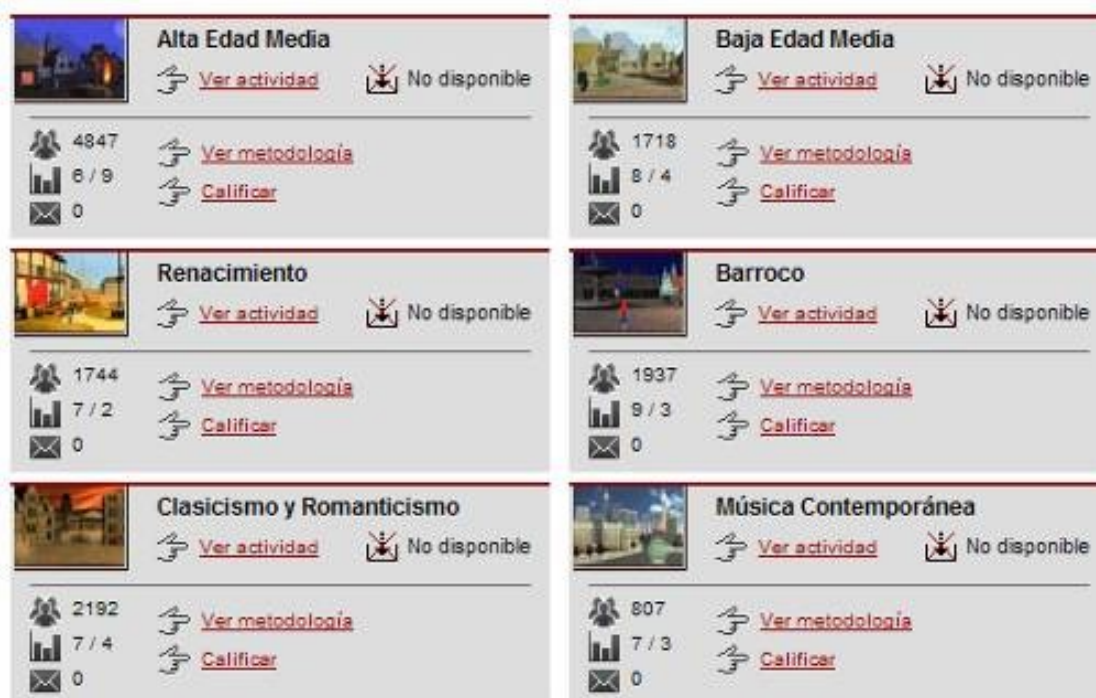 Alta Edad Media
Ver actividad No disponible
4847
Ver metodología
6 / 9
Calificar
0
Baja Edad Media
Ver actividad No disponible
1718
Ver metodología
8 / 4
Calificar
0
Renacimiento
Ver actividad No disponible
1744
Ver metodología
7 / 2
Calificar
0
Barroco
Ver actividad No disponible
1937
Ver metodología
9 / 3
Calificar
0
Clasicismo y Romanticismo
Ver actividad No disponible
2192
Ver metodología
7 / 4
Calificar
0
Música Contemporánea
Ver actividad No disponible
807
Ver metodología
7 / 3
Calificar
0